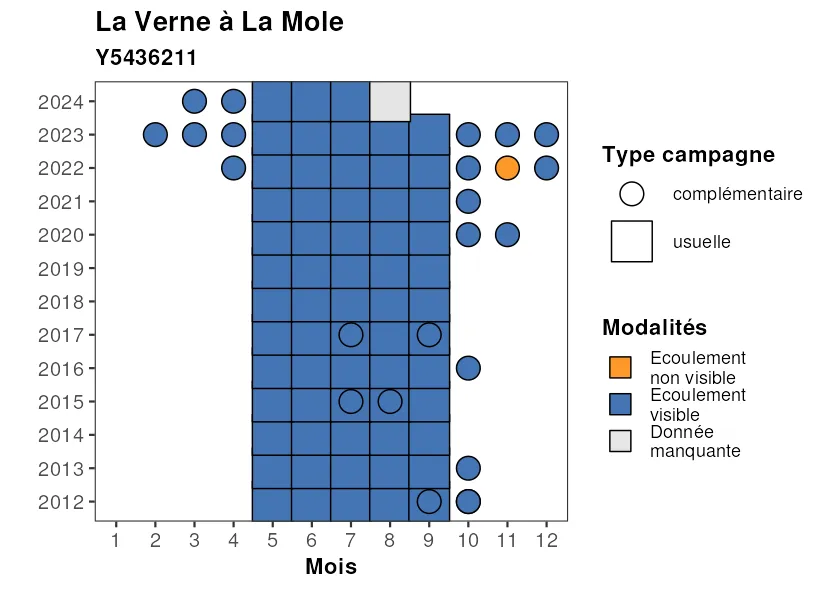 La Verne à La Mole
Y5436211
2024
2023
2022
2021
2020
2019
2018
2017
2016
2015
2014
2013
2012
1 2 3 4 5 6 7 8 9 10 11 12
Mois
Type campagne
complémentaire
usuelle
Modalités
Ecoulement
non visible
Ecoulement
visible
Donnée
manquante